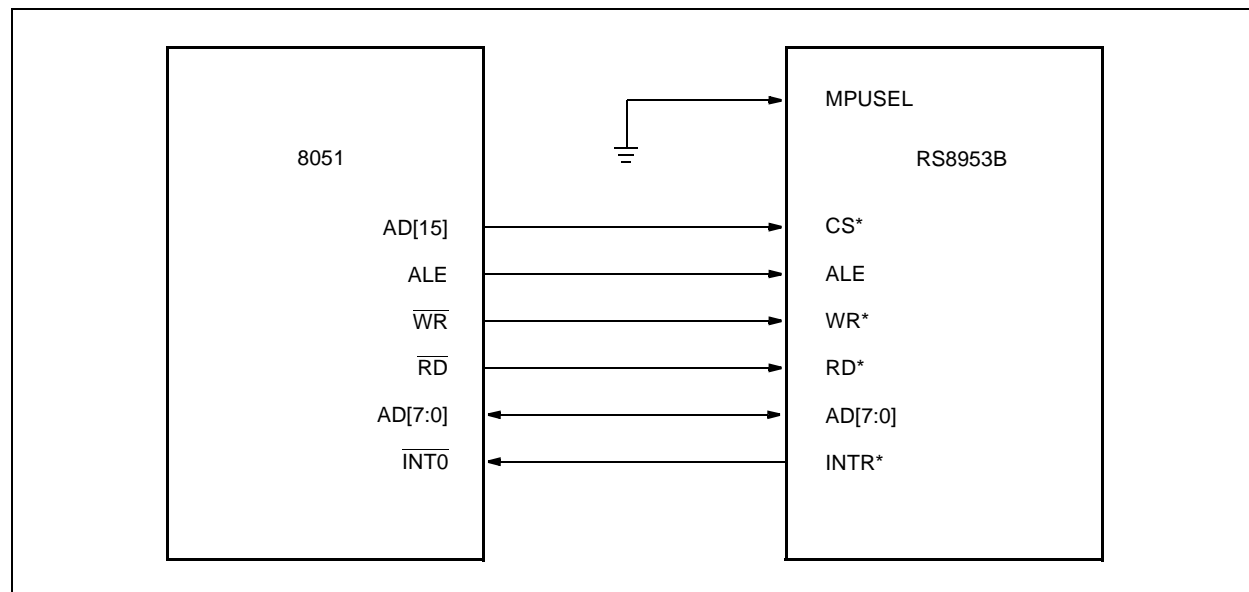 MPUSEL
8051
RS8953B
AD[15]
CS*
ALE
ALE
WR
WR*
RD
RD*
AD[7:0]
AD[7:0]
INT0
INTR*